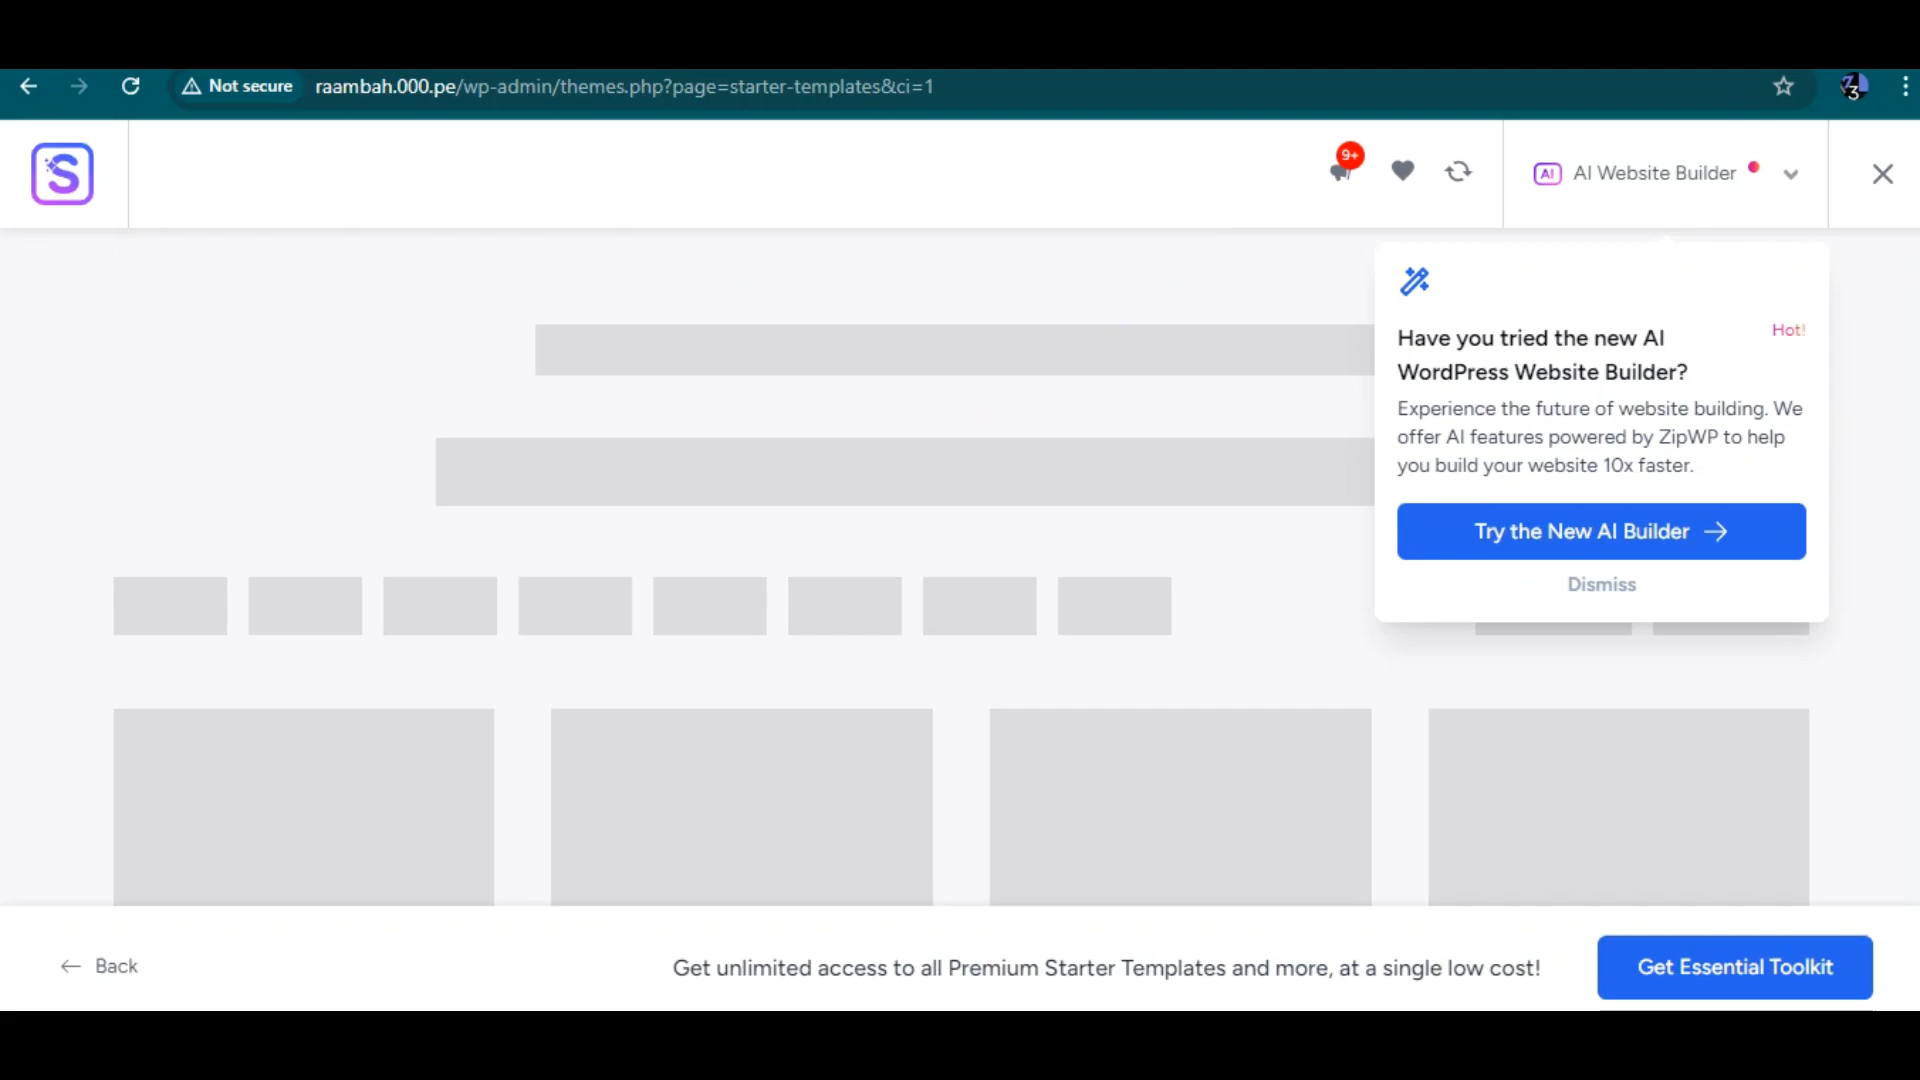 Not secure raambah.000.pe/wp-admin/themes.php?page=starter-templates&ci=1
3
S
9+
AI AI Website Builder
Have you tried the new AI Hot!
WordPress Website Builder?
Experience the future of website building. We
offer AI features powered by ZipWP to help
you build your website 10x faster.
Try the New AI Builder
Dismiss
Back
Get unlimited access to all Premium Starter Templates and more, at a single low cost!
Get Essential Toolkit